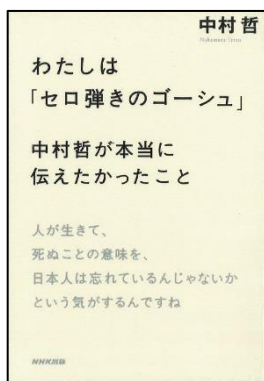 中村 哲
Nakamura Tetsu
わたしは
「セロ弾きのゴーシュ」
中村哲が本当に
伝えたかったこと
人が生きて、
死ぬことの意味を、
日本人は忘れているんじゃないか
という気がするんですね
NHK出版